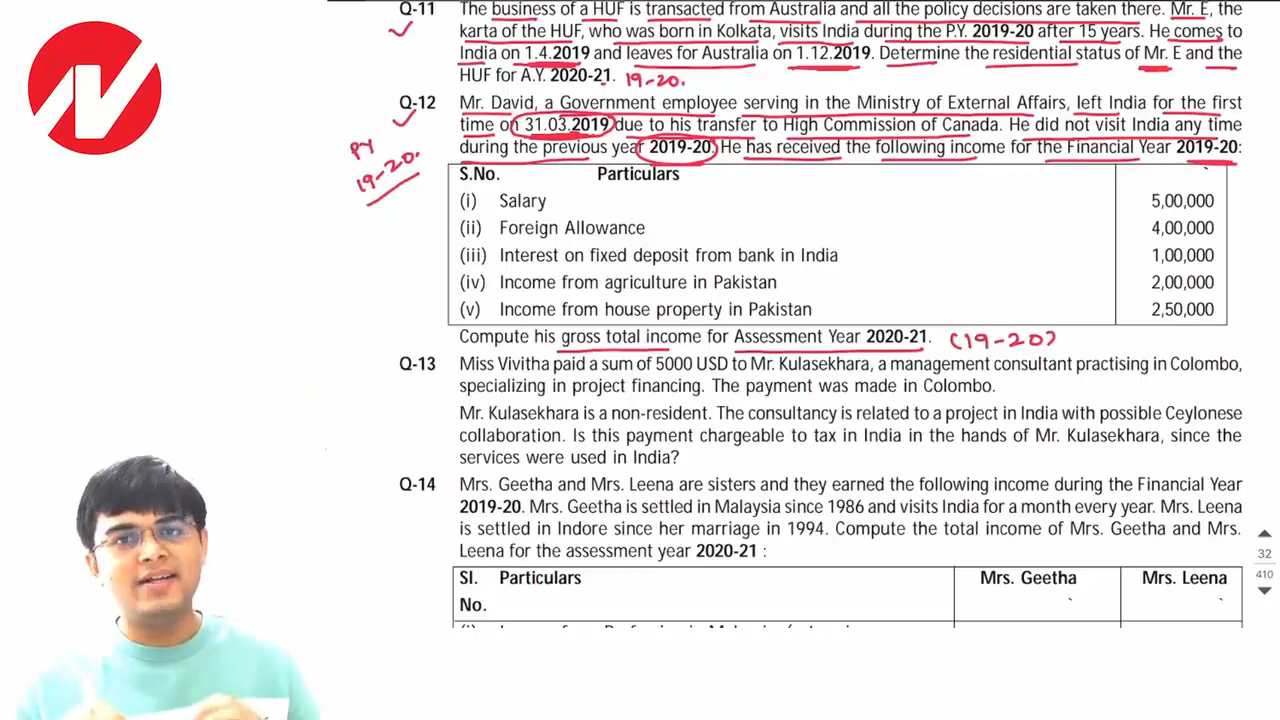 Q-11 The business of a HUF is transacted from Australia and all the policy decisions are taken there. Mr. E, the
karta of the HUF, who was born in Kolkata, visits India during the P.Y. 2019-20 after 15 years. He comes to
India on 1.4.2019 and leaves for Australia on 1.12.2019. Determine the residential status of Mr. E and the
HUF for A.Y. 2020-21. 19-20.
Q-12 Mr. David, a Government employee serving in the Ministry of External Affairs, left India for the first
time on 31.03.2019 due to his transfer to High Commission of Canada. He did not visit India any time
during the previous year 2019-20. He has received the following income for the Financial Year 2019-20:
PY
19-20.
S.No. Particulars `
(i) Salary 5,00,000
(ii) Foreign Allowance 4,00,000
(iii) Interest on fixed deposit from bank in India 1,00,000
(iv) Income from agriculture in Pakistan 2,00,000
(v) Income from house property in Pakistan 2,50,000
Compute his gross total income for Assessment Year 2020-21. (19-20)
Q-13 Miss Vivitha paid a sum of 5000 USD to Mr. Kulasekhara, a management consultant practising in Colombo,
specializing in project financing. The payment was made in Colombo.
Mr. Kulasekhara is a non-resident. The consultancy is related to a project in India with possible Ceylonese
collaboration. Is this payment chargeable to tax in India in the hands of Mr. Kulasekhara, since the
services were used in India?
Q-14 Mrs. Geetha and Mrs. Leena are sisters and they earned the following income during the Financial Year
2019-20. Mrs. Geetha is settled in Malaysia since 1986 and visits India for a month every year. Mrs. Leena
is settled in Indore since her marriage in 1994. Compute the total income of Mrs. Geetha and Mrs.
Leena for the assessment year 2020-21 :
Sl. Particulars Mrs. Geetha Mrs. Leena
No. ` `
32
410